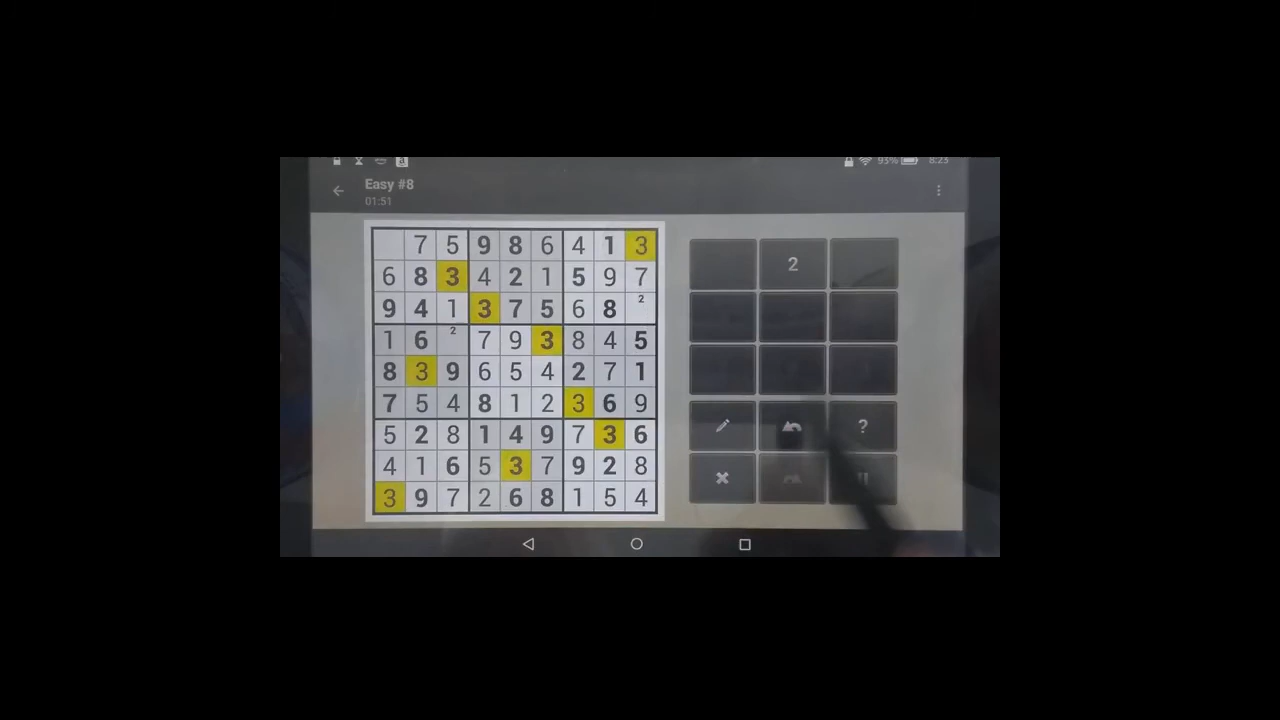 93% 8:23
Easy #8
01:51
7 5 9 8 6 4 1 3
6 8 3 4 2 1 5 9 7
9 4 1 3 7 5 6 8 2
1 6 2 7 9 3 8 4 5
8 3 9 6 5 4 2 7 1
7 5 4 8 1 2 3 6 9
5 2 8 1 4 9 7 3 6
4 1 6 5 3 7 9 2 8
3 9 7 2 6 8 1 5 4
2
?